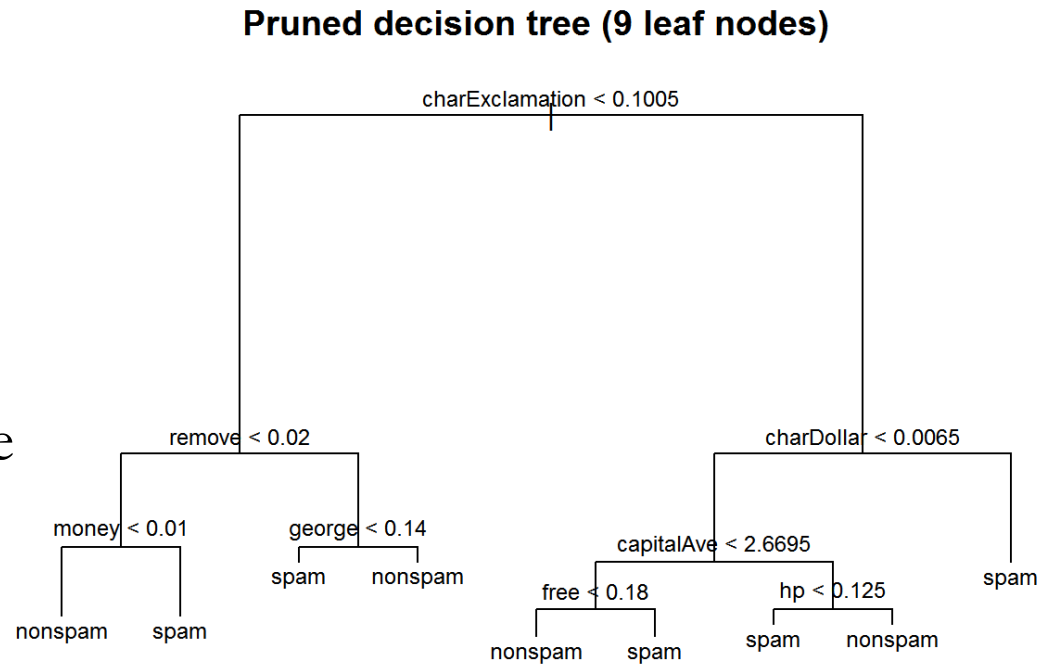 Pruned decision tree (9 leaf nodes)
charExclamation < 0.1005
remove < 0.02
charDollar < 0.0065
e
money < 0.01
george < 0.14
capitalAve < 2.6695
spam
nonspam
spam
free < 0.18
hp < 0.125
nonspam
spam
nonspam
spam
spam
nonspam